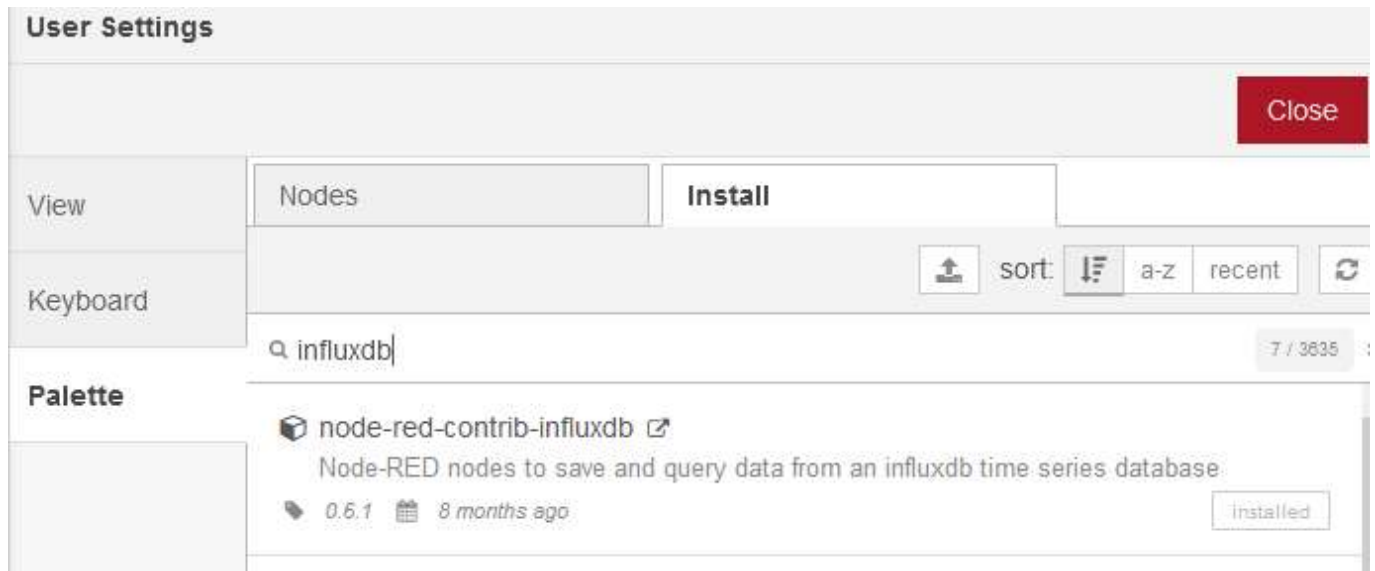 User Settings
Close
View
Nodes
Install
sort:
a-z
recent
Keyboard
influxdb
7 / 3635
Palette
node-red-contrib-influxdb
Node-RED nodes to save and query data from an influxdb time series database
0.6.1
8 months ago
installed